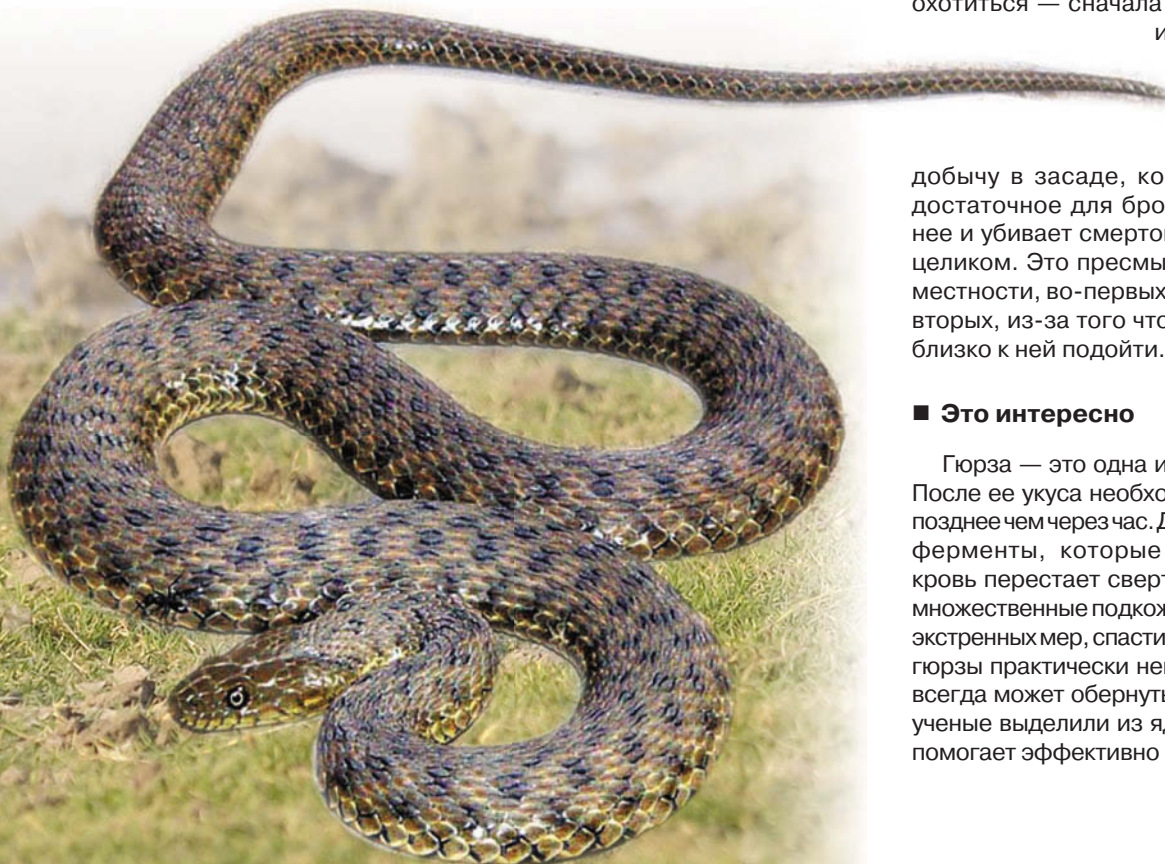 охотиться — сначала
и
добычу в засаде, ко
достаточное для бро
нее и убивает смерто
целиком. Это пресмы
местности, во-первых
вторых, из-за того что
близко к ней подойти.
■ Это интересно
Гюрза — это одна и
После ее укуса необхо
позднее чем через час. Д
ферменты, которые
кровь перестает сверт
множественные подкож
экстренных мер, спасти
гюрзы практически нев
всегда может обернуть
ученые выделили из яд
помогает эффективно